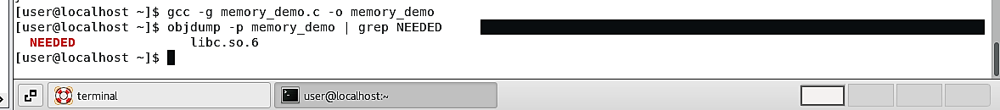 [user@localhost ~]$ gcc -g memory_demo.c -o memory_demo
[user@localhost ~]$ objdump -p memory_demo | grep NEEDED
  NEEDED               libc.so.6
[user@localhost ~]$
terminal
user@localhost:~